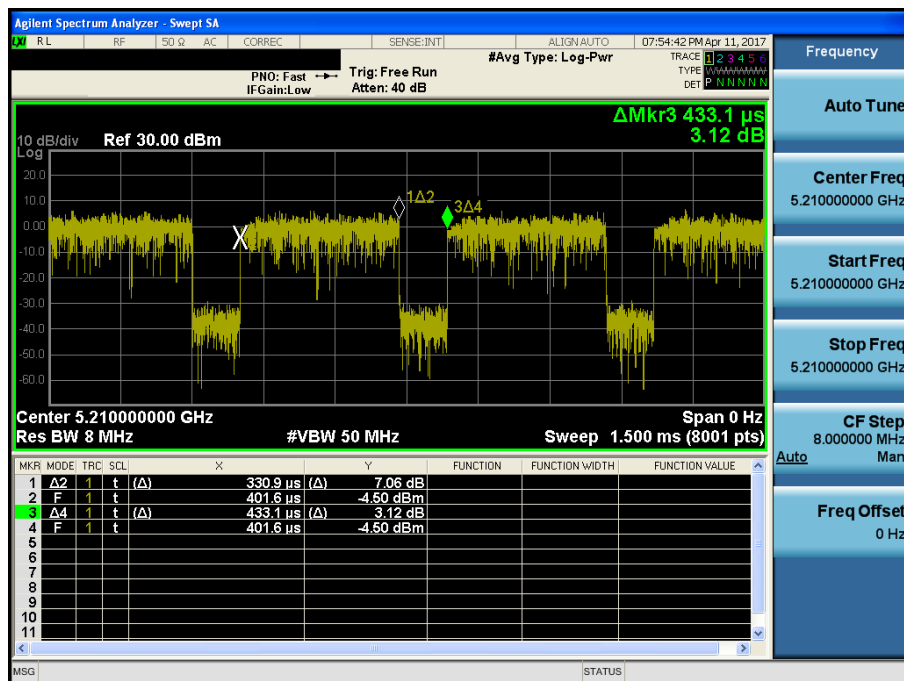 Agilent Spectrum Analyzer - Swept SA
LXI RL RF 50 Ω AC CORREC SENSE:INT ALIGN AUTO 07:54:42 PM Apr 11, 2017
#Avg Type: Log-Pwr TRACE 1 2 3 4 5 6
PNO: Fast Trig: Free Run TYPE
IFGain:Low Atten: 40 dB DET P N N N N N
ΔMkr3 433.1 µs
3.12 dB
10 dB/div Ref 30.00 dBm
Log
20.0
10.0
0.00
-10.0
-20.0
-30.0
-40.0
-50.0
-60.0
1Δ2
3Δ4
X
Center 5.210000000 GHz Span 0 Hz
Res BW 8 MHz #VBW 50 MHz Sweep 1.500 ms (8001 pts)
MKR MODE TRC SCL X Y FUNCTION FUNCTION WIDTH FUNCTION VALUE
1 Δ2 1 t (Δ) 330.9 µs (Δ) 7.06 dB
2 F 1 t 401.6 µs -4.50 dBm
3 Δ4 1 t (Δ) 433.1 µs (Δ) 3.12 dB
4 F 1 t 401.6 µs -4.50 dBm
5
6
7
8
9
10
11
MSG STATUS
Frequency
Auto Tune
Center Freq
5.210000000 GHz
Start Freq
5.210000000 GHz
Stop Freq
5.210000000 GHz
CF Step
8.000000 MHz
Auto Man
Freq Offset
0 Hz